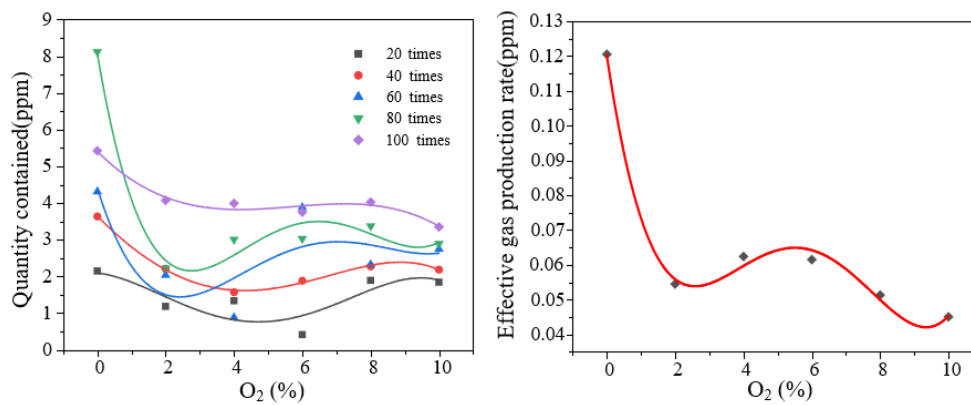 Quantity contained(ppm)
9
8
7
6
5
4
3
2
1
0
20 times
40 times
60 times
80 times
100 times
0 2 4 6 8 10
O₂ (%)
Effective gas production rate(ppm)
0.13
0.12
0.11
0.10
0.09
0.08
0.07
0.06
0.05
0.04
0 2 4 6 8 10
O₂ (%)